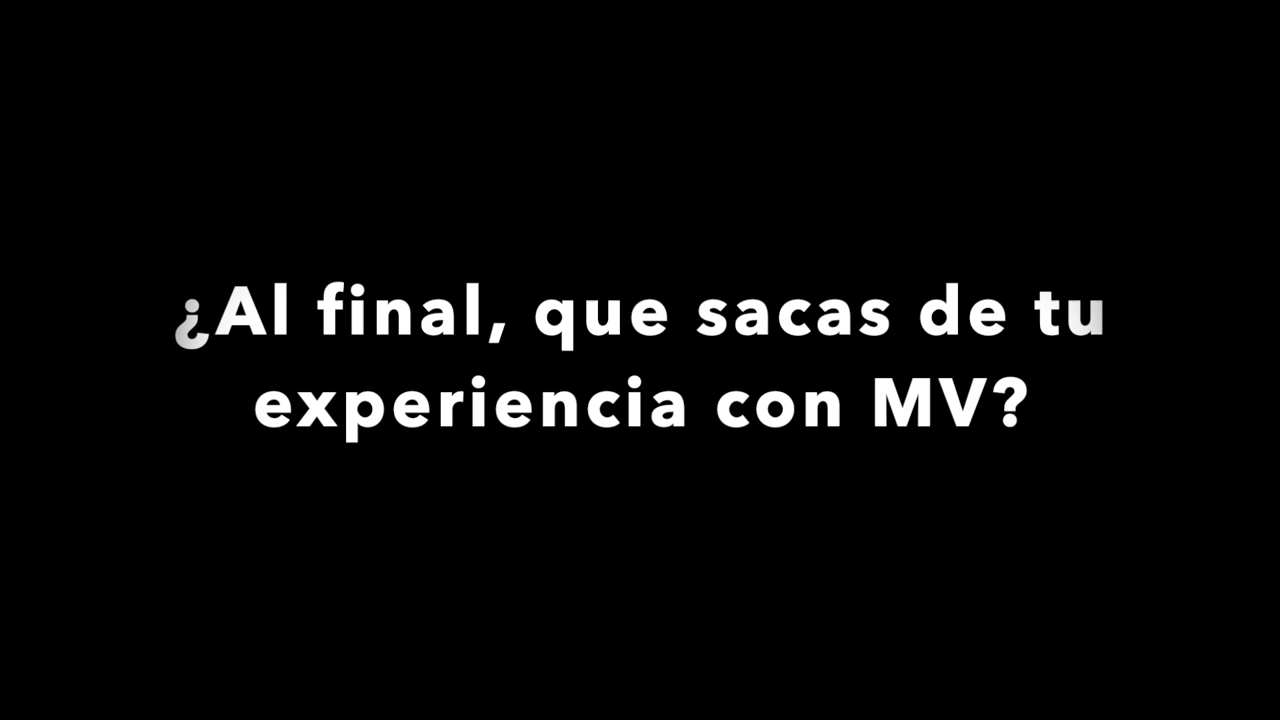 ¿Al final, que sacas de tu
experiencia con MV?